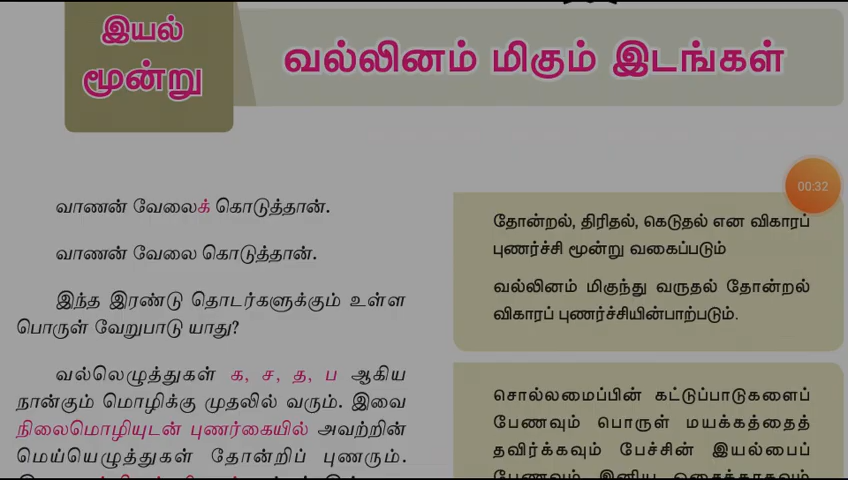 இயல்
மூன்று
வல்லினம் மிகும் இடங்கள்
வாணன் வேலைக் கொடுத்தான்.
வாணன் வேலை கொடுத்தான்.
இந்த இரண்டு தொடர்களுக்கும் உள்ள
பொருள் வேறுபாடு யாது?
வல்லெழுத்துகள் க, ச, த, ப ஆகிய
நான்கும் மொழிக்கு முதலில் வரும். இவை
நிலைமொழியுடன் புணர்கையில் அவற்றின்
மெய்யெழுத்துகள் தோன்றிப் புணரும்.
00:32
தோன்றல், திரிதல், கெடுதல் என விகாரப்
புணர்ச்சி மூன்று வகைப்படும்
வல்லினம் மிகுந்து வருதல் தோன்றல்
விகாரப் புணர்ச்சியின்பாற்படும்.
சொல்லமைப்பின் கட்டுப்பாடுகளைப்
பேணவும் பொருள் மயக்கத்தைத்
தவிர்க்கவும் பேச்சின் இயல்பைப்
பேணவும் இனிய